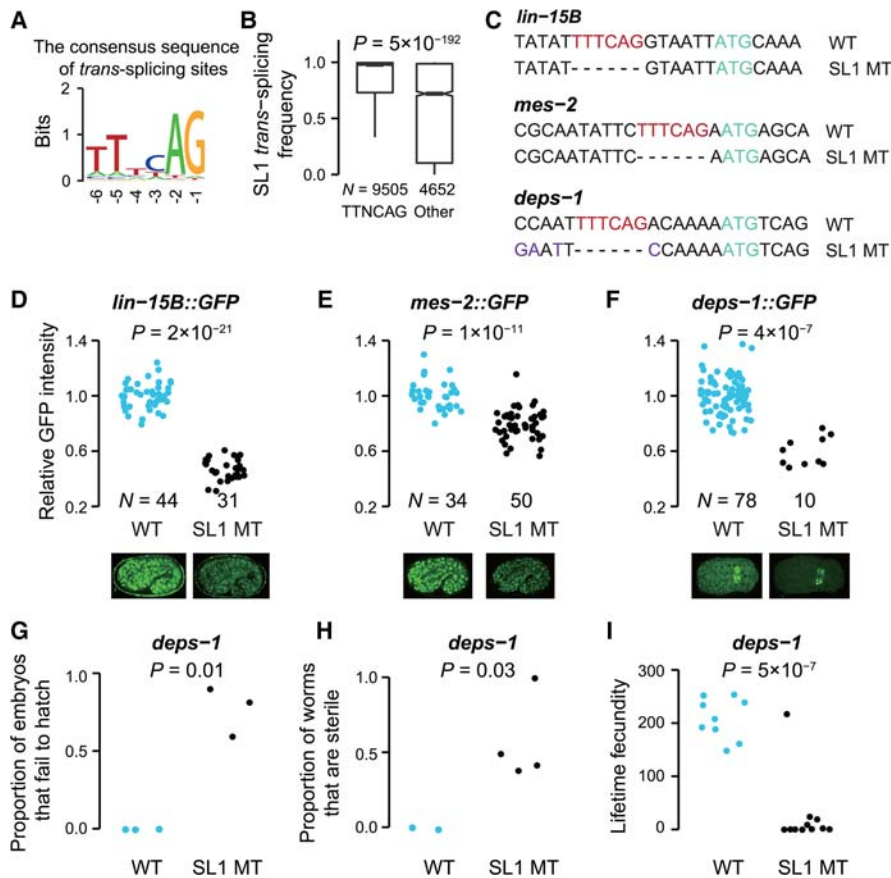 A
The consensus sequence
of trans-splicing sites
Bits
2
1
0
TTTCAG
-6 -5 -4 -3 -2 -1
B
P = 5×10⁻¹⁹²
SL1 trans−splicing
frequency
1.0
0.5
0.0
N = 9505 4652
TTNCAG Other
C
lin−15B
TATATTTTCAGGTAATTATGCAAA WT
TATAT------GTAATTATGCAAA SL1 MT
mes−2
CGCAATATTCTTTCAGAATGAGCA WT
CGCAATATTC------AATGAGCA SL1 MT
deps−1
CCAATTTTCAGACAAAAATGTCAG WT
GAATT------CCAAAAATGTCAG SL1 MT
D
lin−15B::GFP
P = 2×10⁻²¹
Relative GFP intensity
1.4
1.0
0.6
0.2
N = 44 31
WT SL1 MT
E
mes−2::GFP
P = 1×10⁻¹¹
1.4
1.0
0.6
0.2
N = 34 50
WT SL1 MT
F
deps−1::GFP
P = 4×10⁻⁷
1.4
1.0
0.6
0.2
N = 78 10
WT SL1 MT
G
deps−1
P = 0.01
Proportion of embryos
that fail to hatch
1.0
0.5
0.0
WT SL1 MT
H
deps−1
P = 0.03
Proportion of worms
that are sterile
1.0
0.5
0.0
WT SL1 MT
I
deps−1
P = 5×10⁻⁷
Lifetime fecundity
300
200
100
0
WT SL1 MT